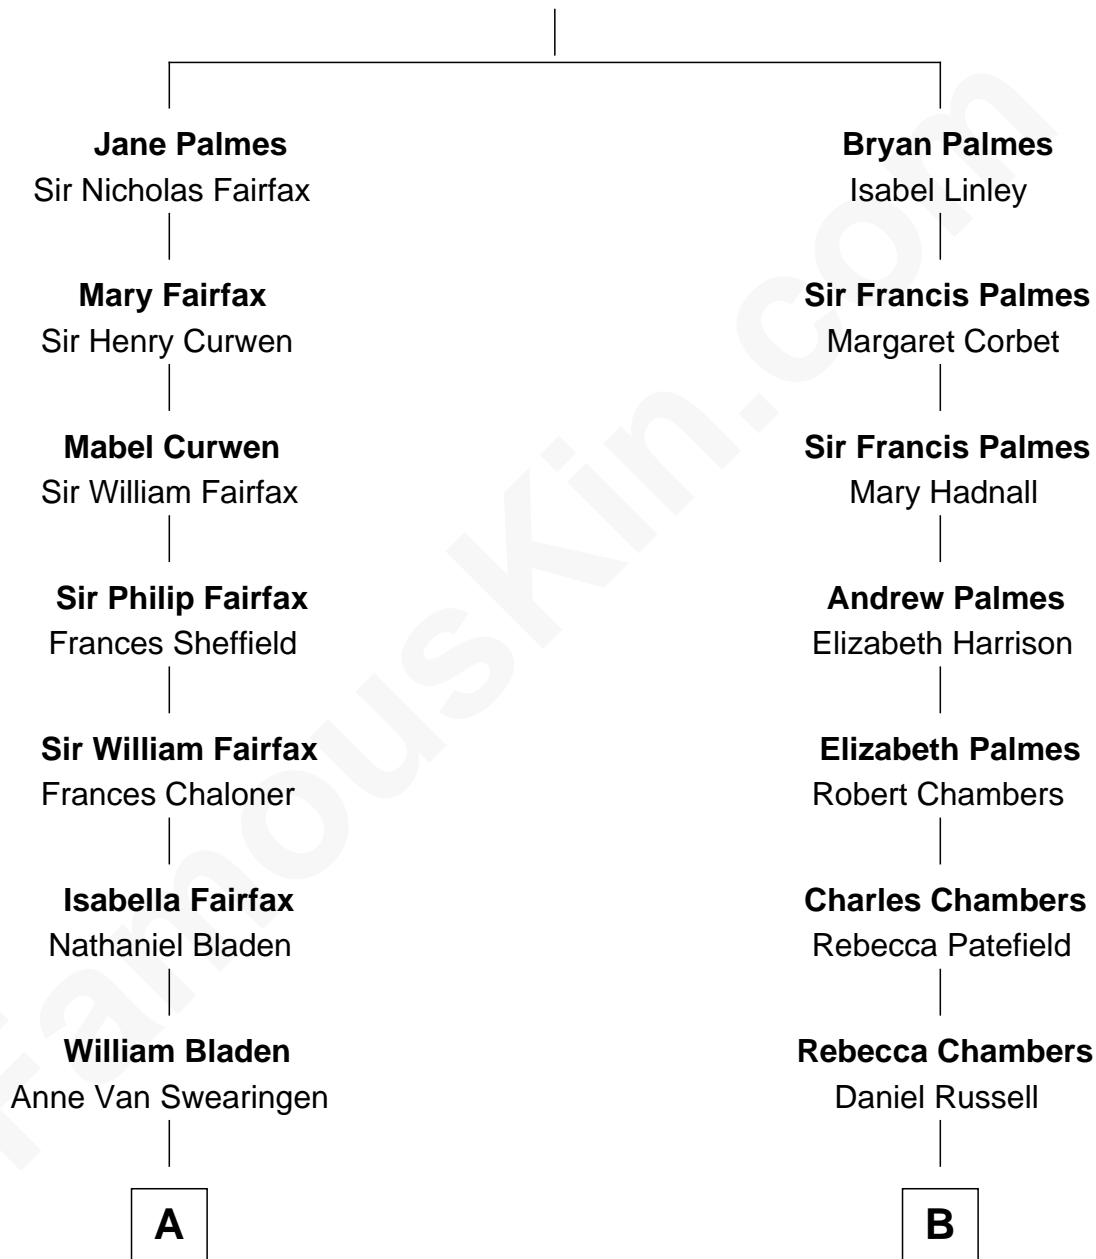 Jane Palmes
Sir Nicholas Fairfax
Mary Fairfax
Sir Henry Curwen
Mabel Curwen
Sir William Fairfax
Sir Philip Fairfax
Frances Sheffield
Sir William Fairfax
Frances Chaloner
Isabella Fairfax
Nathaniel Bladen
William Bladen
Anne Van Swearingen
A
Bryan Palmes
Isabel Linley
Sir Francis Palmes
Margaret Corbet
Sir Francis Palmes
Mary Hadnall
Andrew Palmes
Elizabeth Harrison
Elizabeth Palmes
Robert Chambers
Charles Chambers
Rebecca Patefield
Rebecca Chambers
Daniel Russell
B
FamousKin.com